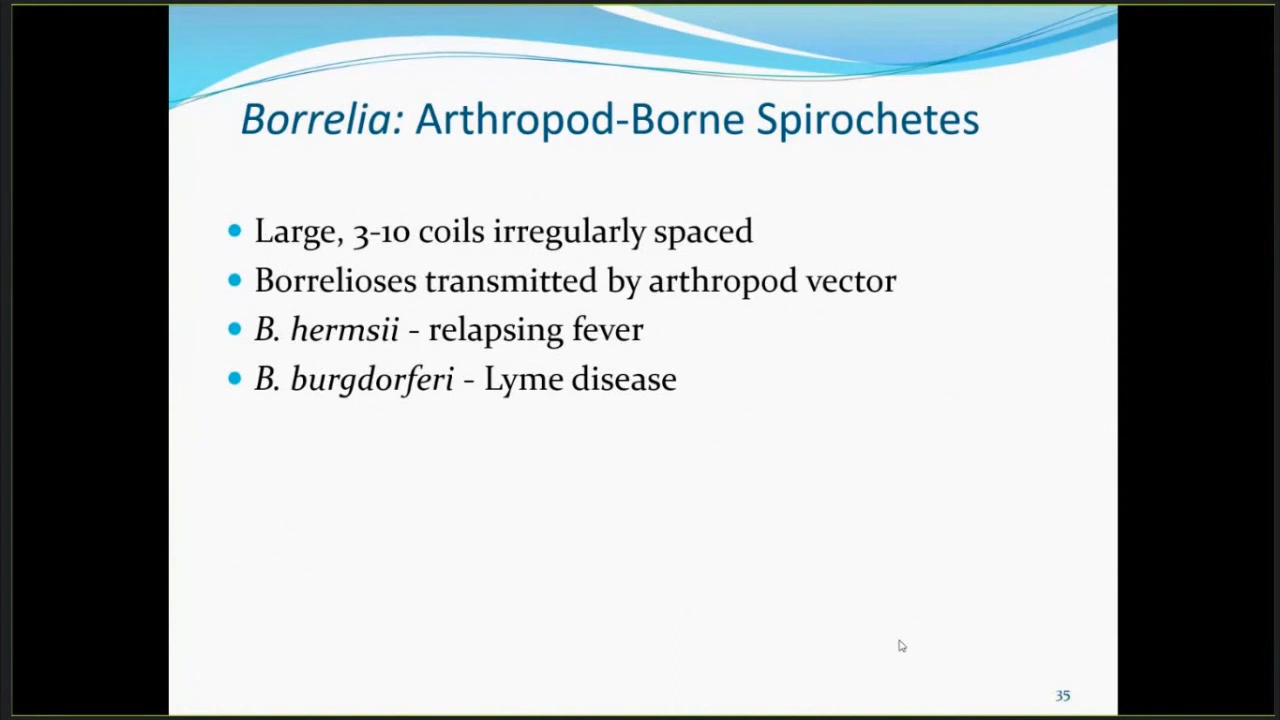 Borrelia: Arthropod-Borne Spirochetes
• Large, 3-10 coils irregularly spaced
• Borrelioses transmitted by arthropod vector
• B. hermsii - relapsing fever
• B. burgdorferi - Lyme disease
35